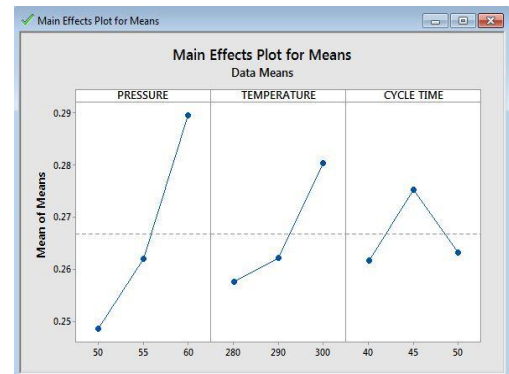 Main Effects Plot for Means
Main Effects Plot for Means
Data Means
PRESSURE TEMPERATURE CYCLE TIME
0.29
0.28
0.27
0.26
0.25
Mean of Means
50 55 60 280 290 300 40 45 50